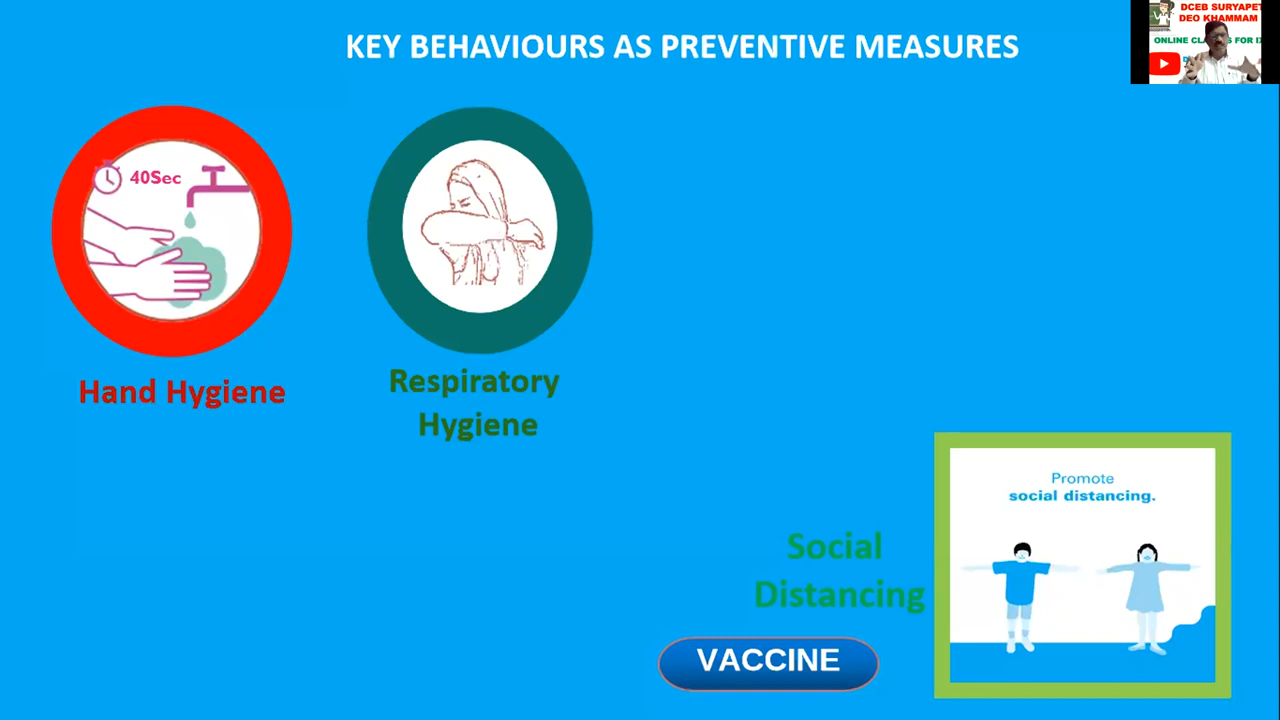 KEY BEHAVIOURS AS PREVENTIVE MEASURES
DCEB SURYAPET
DEO KHAMMAM
ONLINE FOR
40Sec
Hand Hygiene
Respiratory
Hygiene
Promote
social distancing.
Social
Distancing
VACCINE